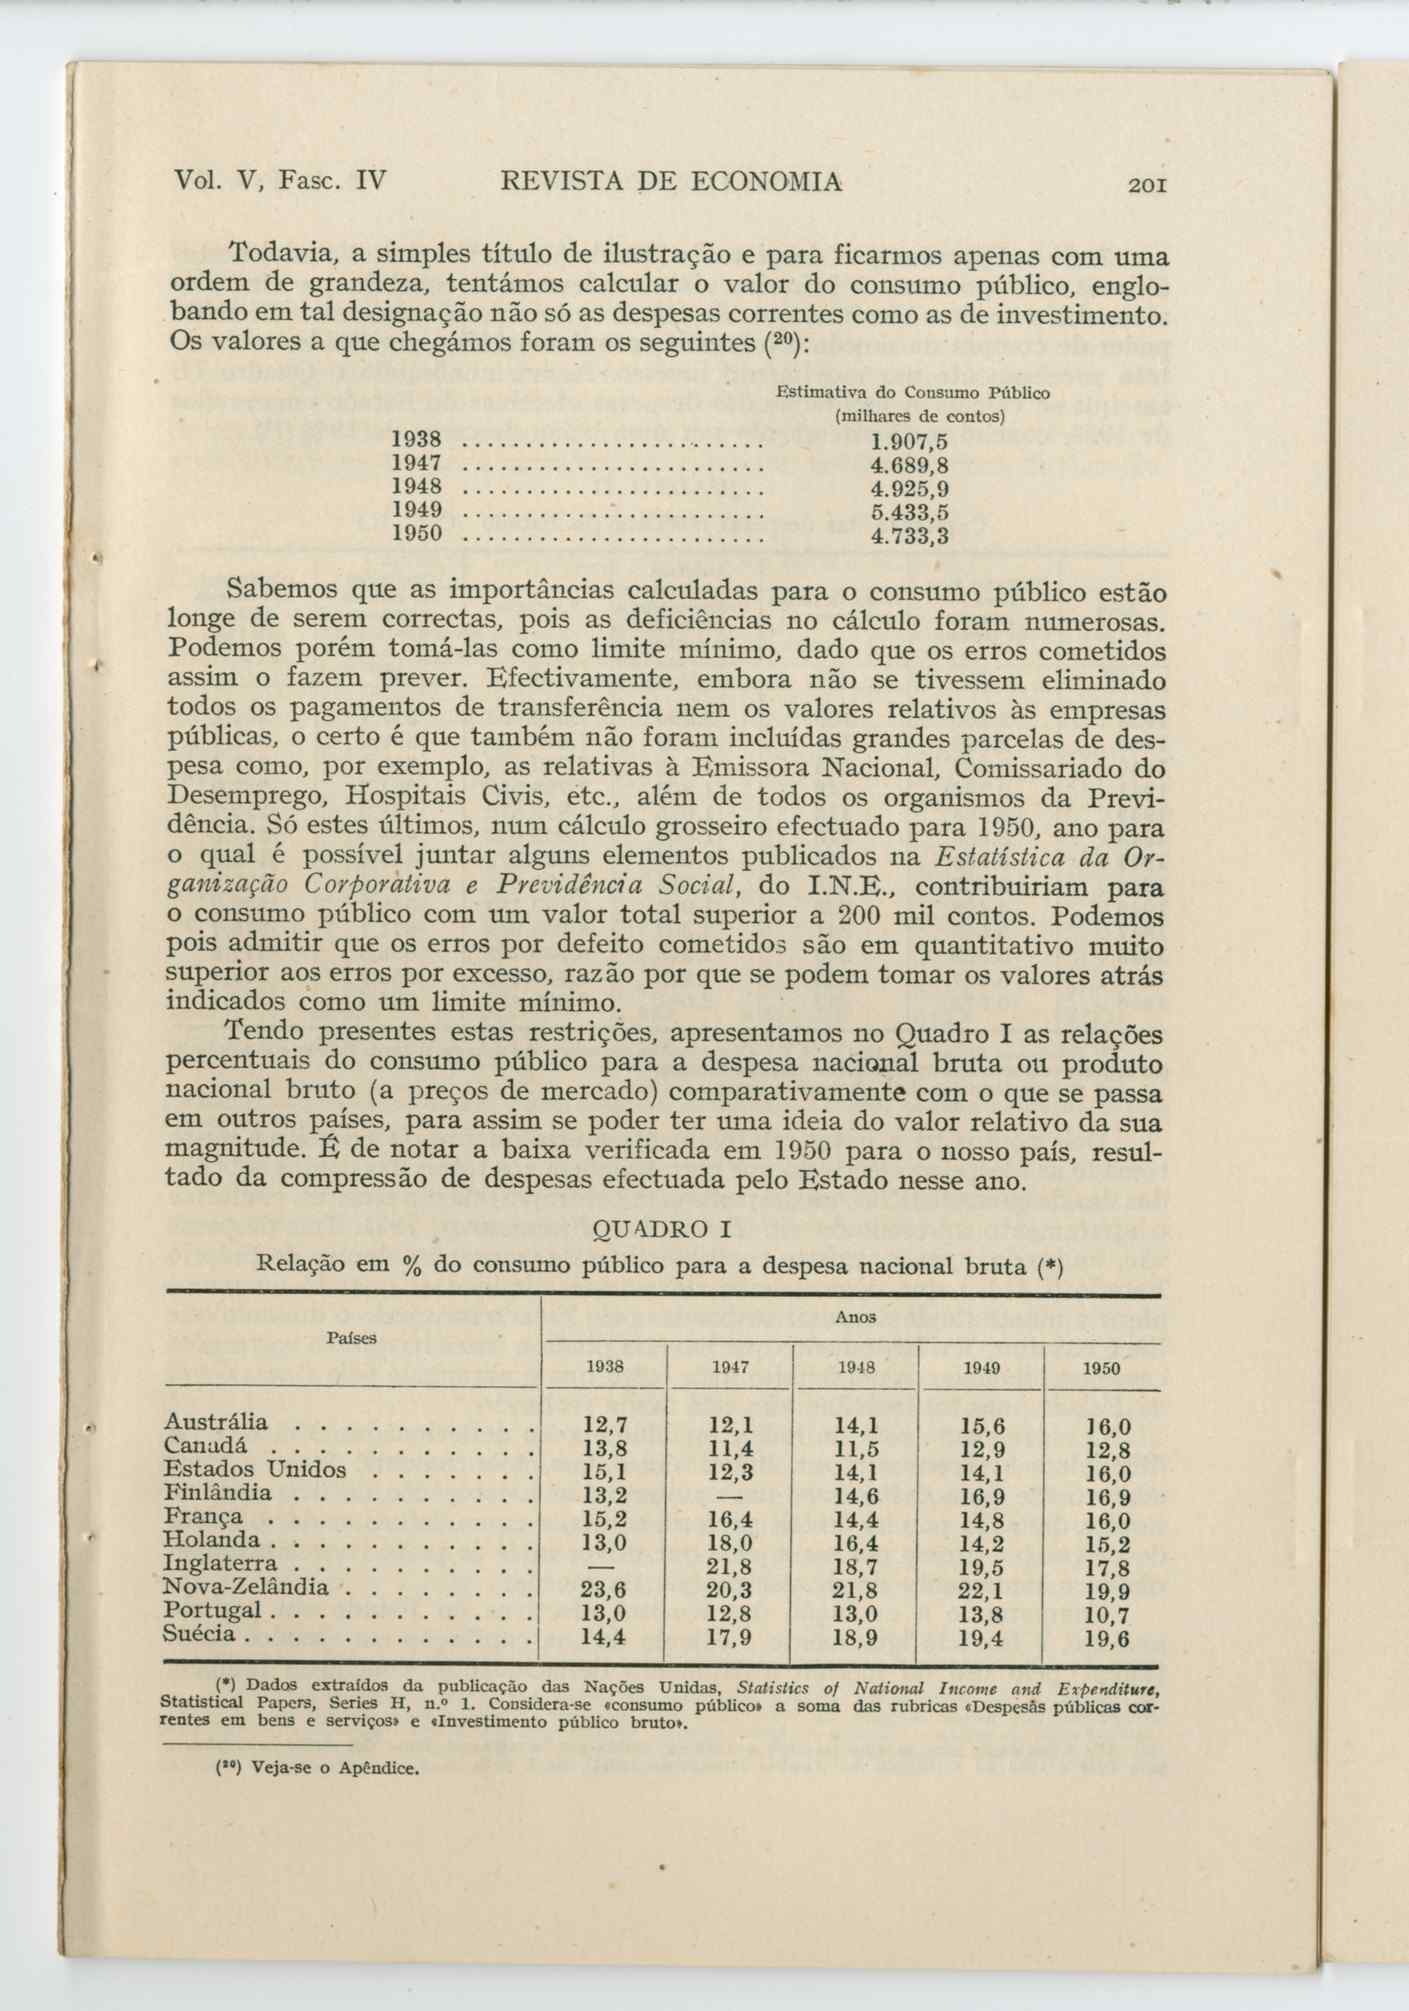 Vol. V, Fasc. IV REVISTA DE ECONOMIA 201
Todavia, a simples título de ilustração e para ficarmos apenas com uma
ordem de grandeza, tentámos calcular o valor do consumo público, englo-
bando em tal designação não só as despesas correntes como as de investimento.
Os valores a que chegámos foram os seguintes (²⁰):
Estimativa do Consumo Público
(milhares de contos)
1938 ........................ 1.907,5
1947 ........................ 4.689,8
1948 ........................ 4.925,9
1949 ........................ 5.433,5
1950 ........................ 4.733,3
Sabemos que as importâncias calculadas para o consumo público estão
longe de serem correctas, pois as deficiências no cálculo foram numerosas.
Podemos porém tomá-las como limite mínimo, dado que os erros cometidos
assim o fazem prever. Efectivamente, embora não se tivessem eliminado
todos os pagamentos de transferência nem os valores relativos às empresas
públicas, o certo é que também não foram incluídas grandes parcelas de des-
pesa como, por exemplo, as relativas à Emissora Nacional, Comissariado do
Desemprego, Hospitais Civis, etc., além de todos os organismos da Previ-
dência. Só estes últimos, num cálculo grosseiro efectuado para 1950, ano para
o qual é possível juntar alguns elementos publicados na Estatística da Or-
ganização Corporativa e Previdência Social, do I.N.E., contribuiriam para
o consumo público com um valor total superior a 200 mil contos. Podemos
pois admitir que os erros por defeito cometidos são em quantitativo muito
superior aos erros por excesso, razão por que se podem tomar os valores atrás
indicados como um limite mínimo.
Tendo presentes estas restrições, apresentamos no Quadro I as relações
percentuais do consumo público para a despesa nacional bruta ou produto
nacional bruto (a preços de mercado) comparativamente com o que se passa
em outros países, para assim se poder ter uma ideia do valor relativo da sua
magnitude. É de notar a baixa verificada em 1950 para o nosso país, resul-
tado da compressão de despesas efectuada pelo Estado nesse ano.
QUADRO I
Relação em % do consumo público para a despesa nacional bruta (*)
Países Anos
1938 1947 1948 1949 1950
Austrália . . . . . . . . . . 12,7 12,1 14,1 15,6 16,0
Canadá . . . . . . . . . . . 13,8 11,4 11,5 12,9 12,8
Estados Unidos . . . . . . . 15,1 12,3 14,1 14,1 16,0
Finlândia . . . . . . . . . . 13,2 — 14,6 16,9 16,9
França . . . . . . . . . . . 15,2 16,4 14,4 14,8 16,0
Holanda . . . . . . . . . . . 13,0 18,0 16,4 14,2 15,2
Inglaterra . . . . . . . . . . — 21,8 18,7 19,5 17,8
Nova-Zelândia . . . . . . . . 23,6 20,3 21,8 22,1 19,9
Portugal . . . . . . . . . . . 13,0 12,8 13,0 13,8 10,7
Suécia . . . . . . . . . . . . 14,4 17,9 18,9 19,4 19,6
(*) Dados extraídos da publicação das Nações Unidas, Statistics of National Income and Expenditure,
Statistical Papers, Series H, n.º 1. Considera-se «consumo público» a soma das rubricas «Despesas públicas cor-
rentes em bens e serviços» e «Investimento público bruto».
(²⁰) Veja-se o Apêndice.